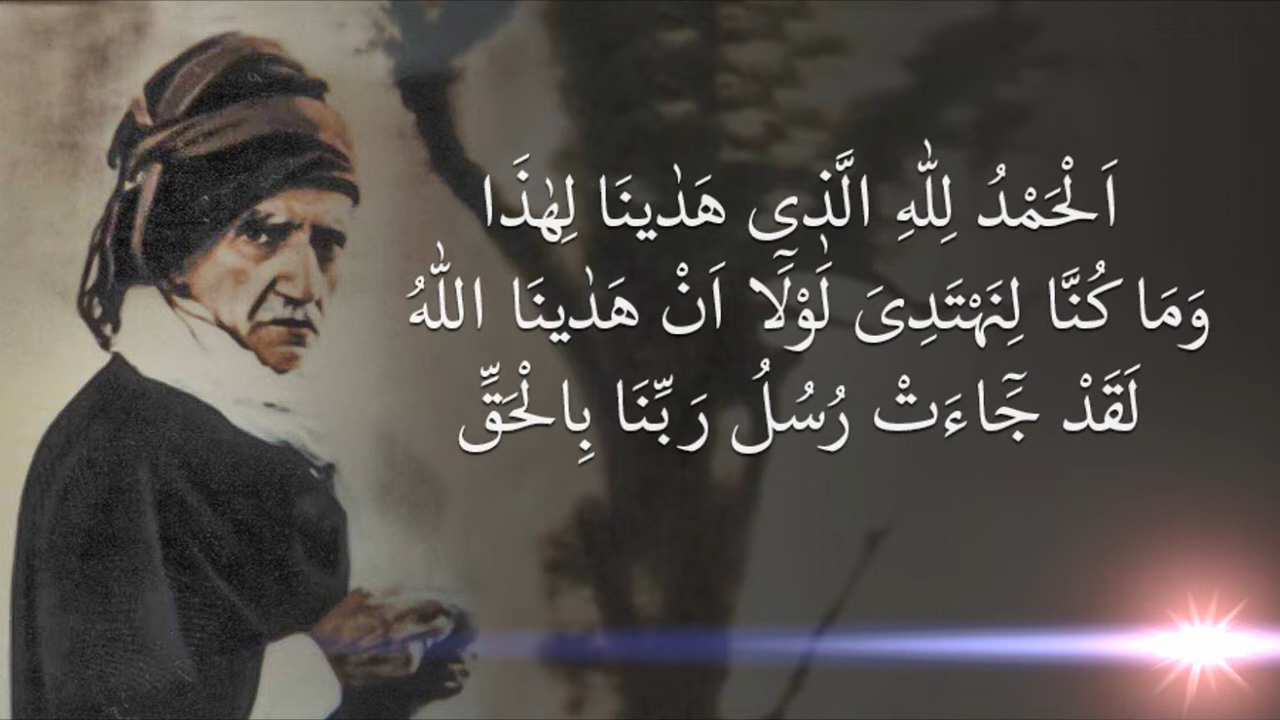 اَلْحَمْدُ لِلّٰهِ الَّذِى هَدٰينَا لِهٰذَا
وَمَا كُنَّا لِنَهْتَدِىَ لَوْلَٓا اَنْ هَدٰينَا اللّٰهُ
لَقَدْ جَٓاءَتْ رُسُلُ رَبِّنَا بِالْحَقِّ